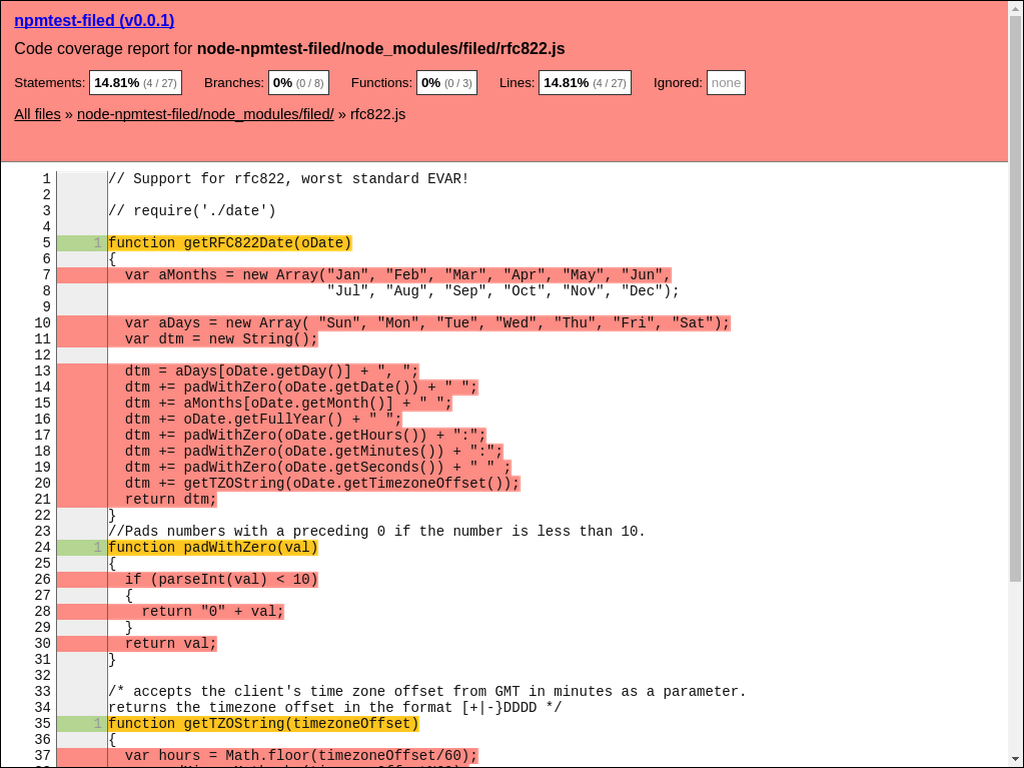 npmtest-filed (v0.0.1)
Code coverage report for node-npmtest-filed/node_modules/filed/rfc822.js
Statements: 14.81% (4 / 27) Branches: 0% (0 / 8) Functions: 0% (0 / 3) Lines: 14.81% (4 / 27) Ignored: none
All files » node-npmtest-filed/node_modules/filed/ » rfc822.js
1 // Support for rfc822, worst standard EVAR!
2
3 // require('./date')
4
5 1 function getRFC822Date(oDate)
6 {
7   var aMonths = new Array("Jan", "Feb", "Mar", "Apr", "May", "Jun",
8                           "Jul", "Aug", "Sep", "Oct", "Nov", "Dec");
9
10   var aDays = new Array( "Sun", "Mon", "Tue", "Wed", "Thu", "Fri", "Sat");
11   var dtm = new String();
12
13   dtm = aDays[oDate.getDay()] + ", ";
14   dtm += padWithZero(oDate.getDate()) + " ";
15   dtm += aMonths[oDate.getMonth()] + " ";
16   dtm += oDate.getFullYear() + " ";
17   dtm += padWithZero(oDate.getHours()) + ":";
18   dtm += padWithZero(oDate.getMinutes()) + ":";
19   dtm += padWithZero(oDate.getSeconds()) + " " ;
20   dtm += getTZOString(oDate.getTimezoneOffset());
21   return dtm;
22 }
23 //Pads numbers with a preceding 0 if the number is less than 10.
24 1 function padWithZero(val)
25 {
26   if (parseInt(val) < 10)
27   {
28     return "0" + val;
29   }
30   return val;
31 }
32
33 /* accepts the client's time zone offset from GMT in minutes as a parameter.
34 returns the timezone offset in the format [+|-}DDDD */
35 1 function getTZOString(timezoneOffset)
36 {
37   var hours = Math.floor(timezoneOffset/60);